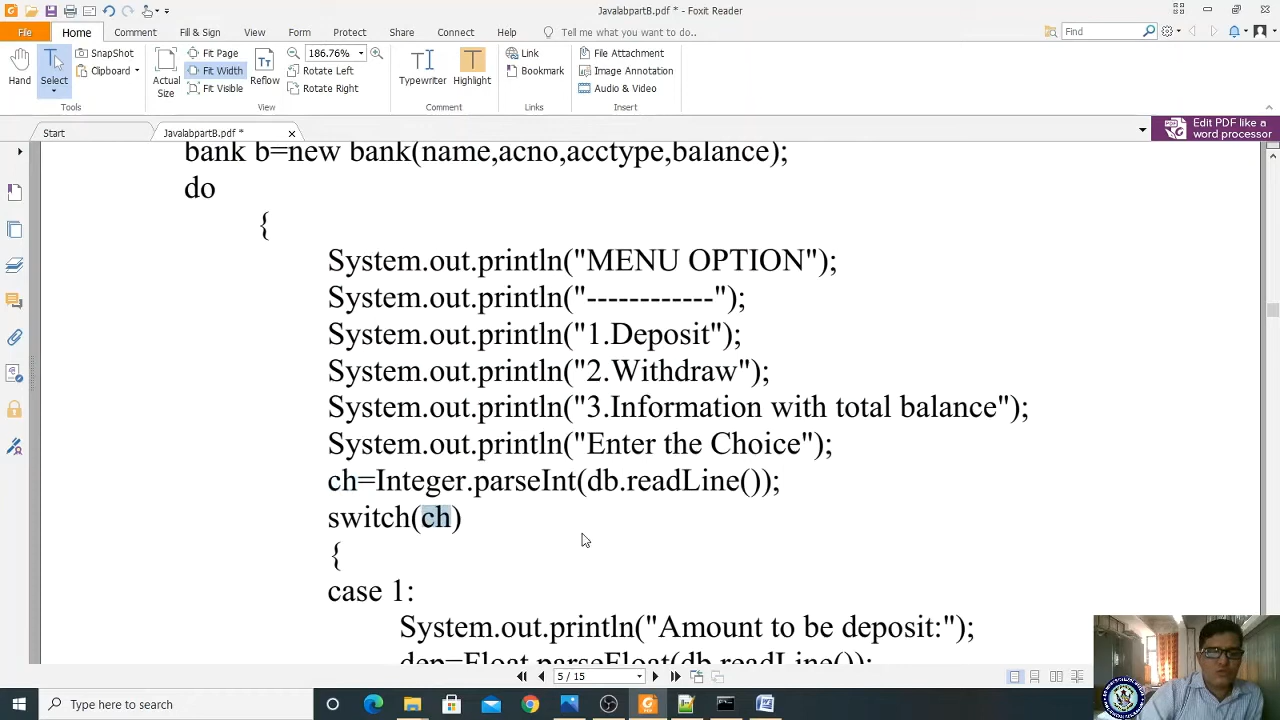 JavalabpartB.pdf * - Foxit Reader
File Home Comment Fill & Sign View Form Protect Share Connect Help Tell me what you want to do.. Find
Hand Select SnapShot Clipboard Actual Size Fit Page Fit Width Fit Visible Reflow 186.76% Rotate Left Rotate Right Typewriter Highlight Link Bookmark File Attachment Image Annotation Audio & Video
Tools View Comment Links Insert
Start JavalabpartB.pdf * Edit PDF like a word processor
bank b=new bank(name,acno,acctype,balance);
do
{
System.out.println("MENU OPTION");
System.out.println("------------");
System.out.println("1.Deposit");
System.out.println("2.Withdraw");
System.out.println("3.Information with total balance");
System.out.println("Enter the Choice");
ch=Integer.parseInt(db.readLine());
switch(ch)
{
case 1:
System.out.println("Amount to be deposit:");
dep=Float.parseFloat(db.readLine());
5 / 15
Type here to search